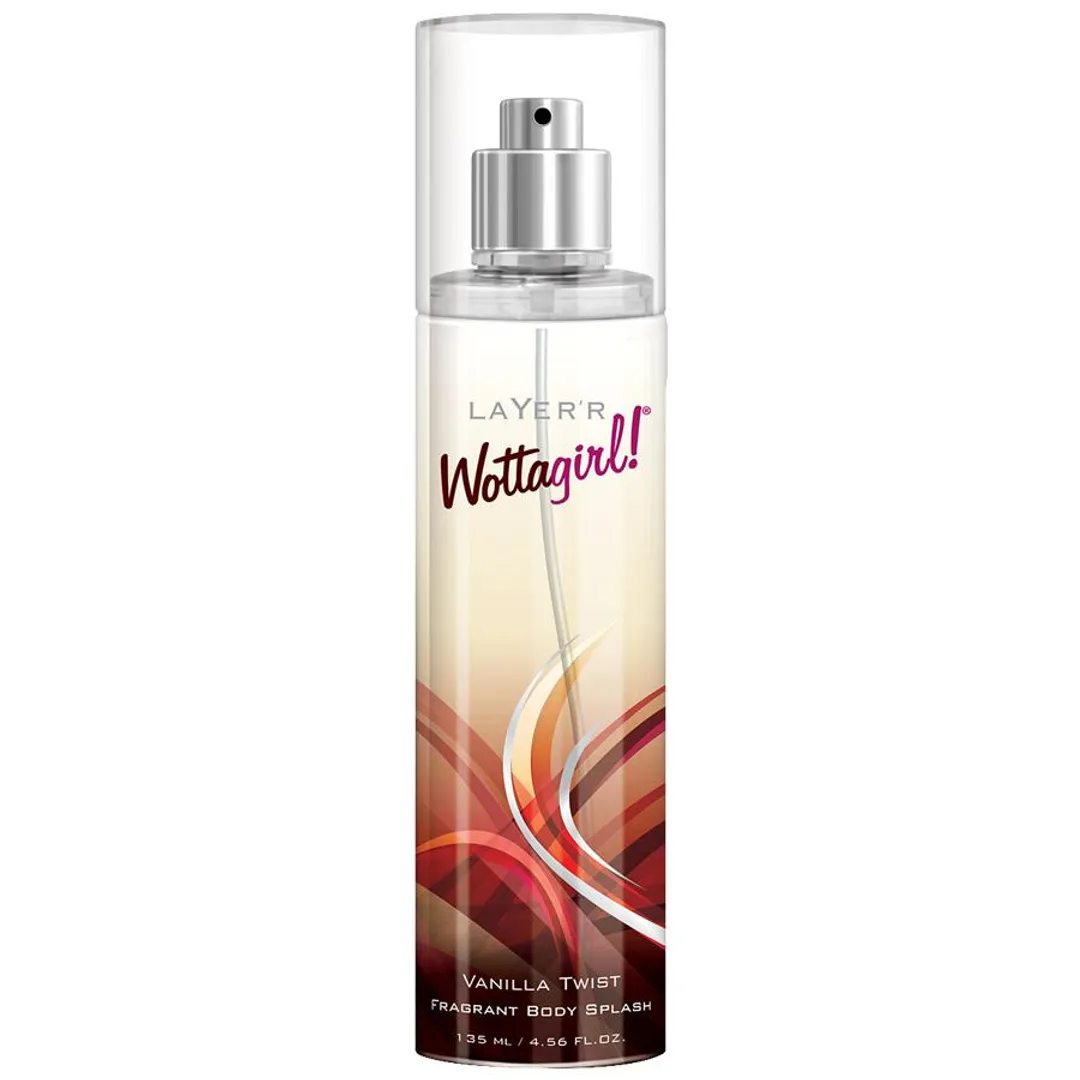 LAYER'R
Wottagirl!®
VANILLA TWIST
FRAGRANT BODY SPLASH
135 ML / 4.56 FL.OZ.